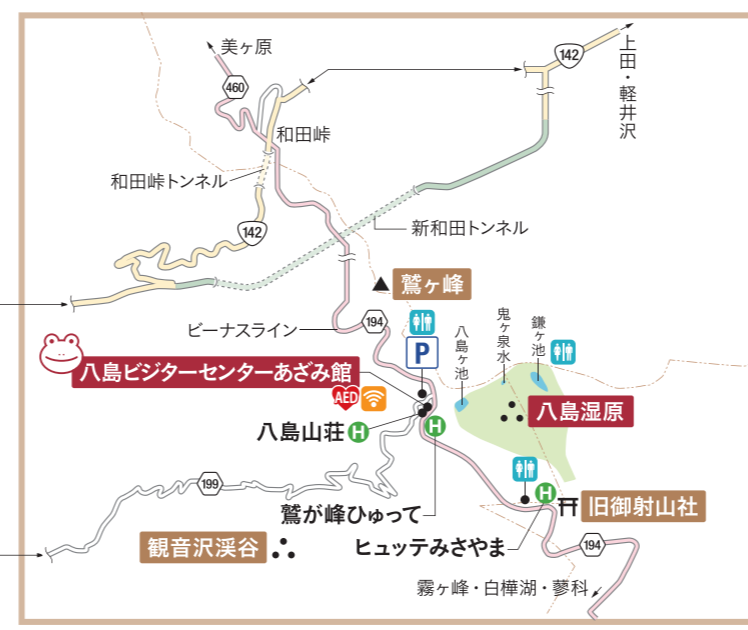 美ヶ原
142
上田・軽井沢
460
和田峠
和田峠トンネル
142
新和田トンネル
鷲ヶ峰
ビーナスライン
194
八島ヶ池
鬼ヶ泉水
鎌ヶ池
P
八島ビジターセンターあざみ館
AED
八島湿原
八島山荘
H
H
199
鷲が峰ひゅって
H
旧御射山社
観音沢渓谷
ヒュッテみさやま
194
霧ヶ峰・白樺湖・蓼科